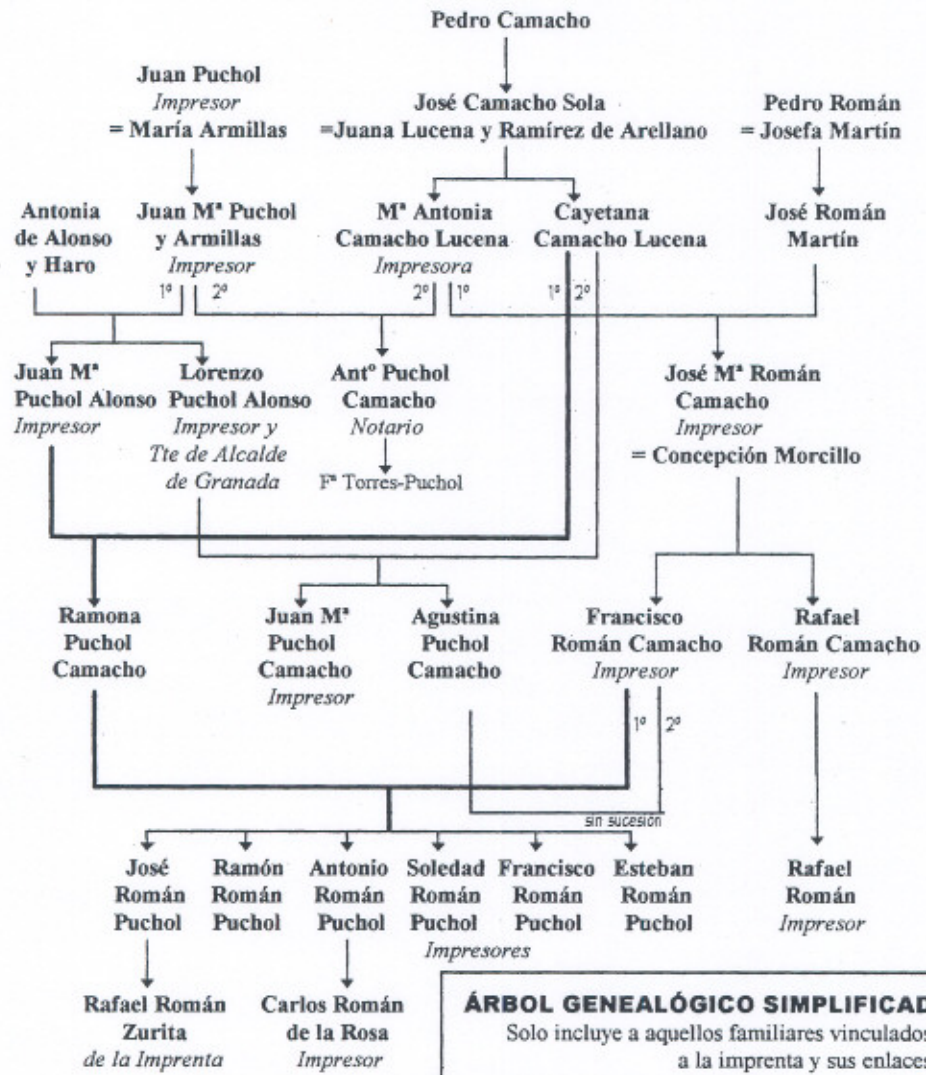 Pedro Camacho
Juan Puchol
Impresor
= María Armillas
José Camacho Sola
=Juana Lucena y Ramírez de Arellano
Pedro Román
= Josefa Martín
Antonia
de Alonso
y Haro
Juan Mª Puchol
y Armillas
Impresor
Mª Antonia
Camacho Lucena
Impresora
Cayetana
Camacho Lucena
José Román
Martín
1º 2º
2º 1º
1º 2º
Juan Mª
Puchol Alonso
Impresor
Lorenzo
Puchol Alonso
Impresor y
Tte de Alcalde
de Granada
Antº Puchol
Camacho
Notario
Fª Torres-Puchol
José Mª Román
Camacho
Impresor
= Concepción Morcillo
Ramona
Puchol
Camacho
Juan Mª
Puchol
Camacho
Impresor
Agustina
Puchol
Camacho
Francisco
Román Camacho
Impresor
Rafael
Román Camacho
Impresor
1º 2º
sin sucesión
José
Román
Puchol
Ramón
Román
Puchol
Antonio
Román
Puchol
Soledad
Román
Puchol
Francisco
Román
Puchol
Esteban
Román
Puchol
Impresores
Rafael
Román
Impresor
Rafael Román
Zurita
de la Imprenta
Carlos Román
de la Rosa
Impresor
ÁRBOL GENEALÓGICO SIMPLIFICAD
Solo incluye a aquellos familiares vinculados
a la imprenta y sus enlaces